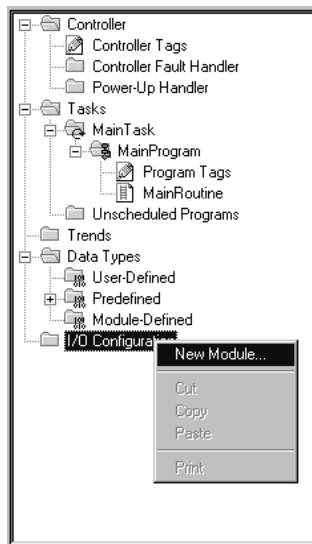 Controller
Controller Tags
Controller Fault Handler
Power-Up Handler
Tasks
MainTask
MainProgram
Program Tags
MainRoutine
Unscheduled Programs
Trends
Data Types
User-Defined
Predefined
Module-Defined
I/O Configuration
New Module...
Cut
Copy
Paste
Print